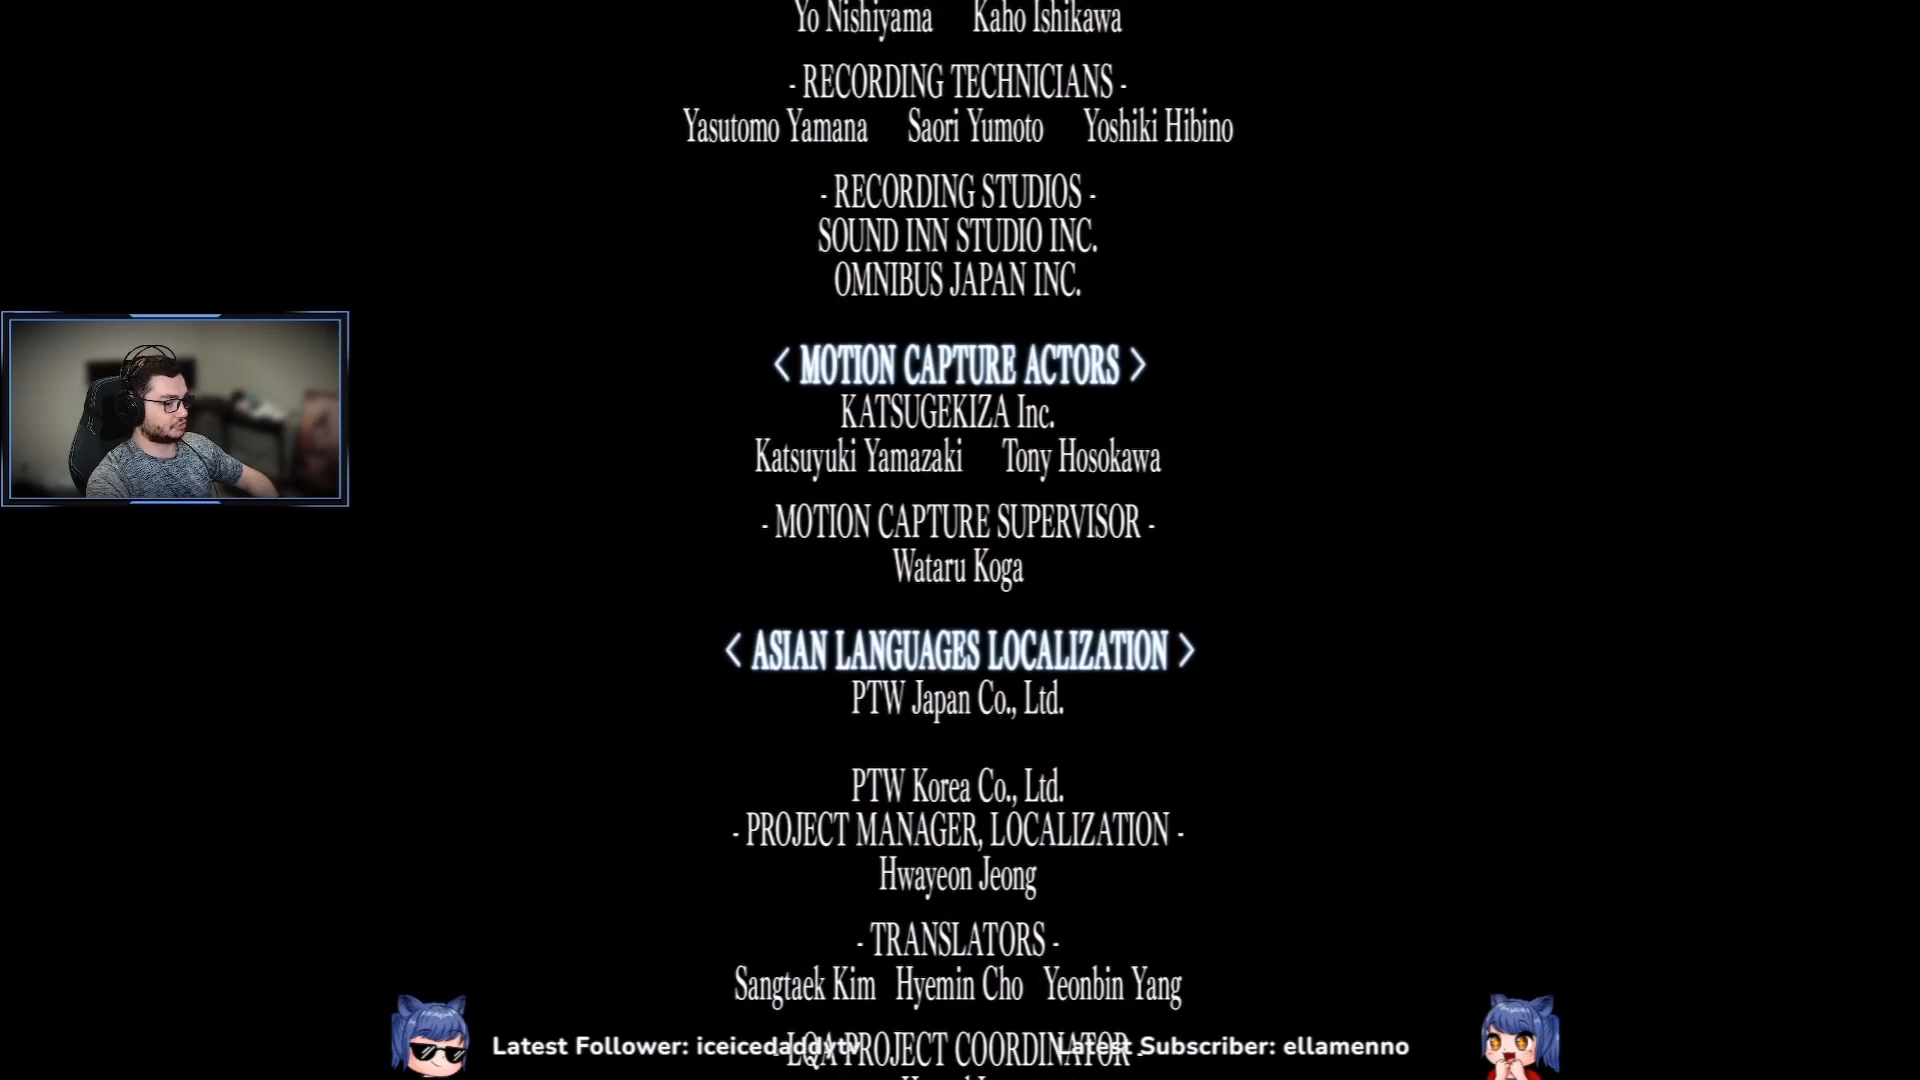 Yo Nishiyama Kaho Ishikawa
- RECORDING TECHNICIANS -
Yasutomo Yamana Saori Yumoto Yoshiki Hibino
- RECORDING STUDIOS -
SOUND INN STUDIO INC.
OMNIBUS JAPAN INC.
< MOTION CAPTURE ACTORS >
KATSUGEKIZA Inc.
Katsuyuki Yamazaki Tony Hosokawa
- MOTION CAPTURE SUPERVISOR -
Wataru Koga
< ASIAN LANGUAGES LOCALIZATION >
PTW Japan Co., Ltd.
PTW Korea Co., Ltd.
- PROJECT MANAGER, LOCALIZATION -
Hwayeon Jeong
- TRANSLATORS -
Sangtaek Kim Hyemin Cho Yeonbin Yang
- LQA PROJECT COORDINATOR -
Latest Follower: iceicedaddytv Latest Subscriber: ellamenno